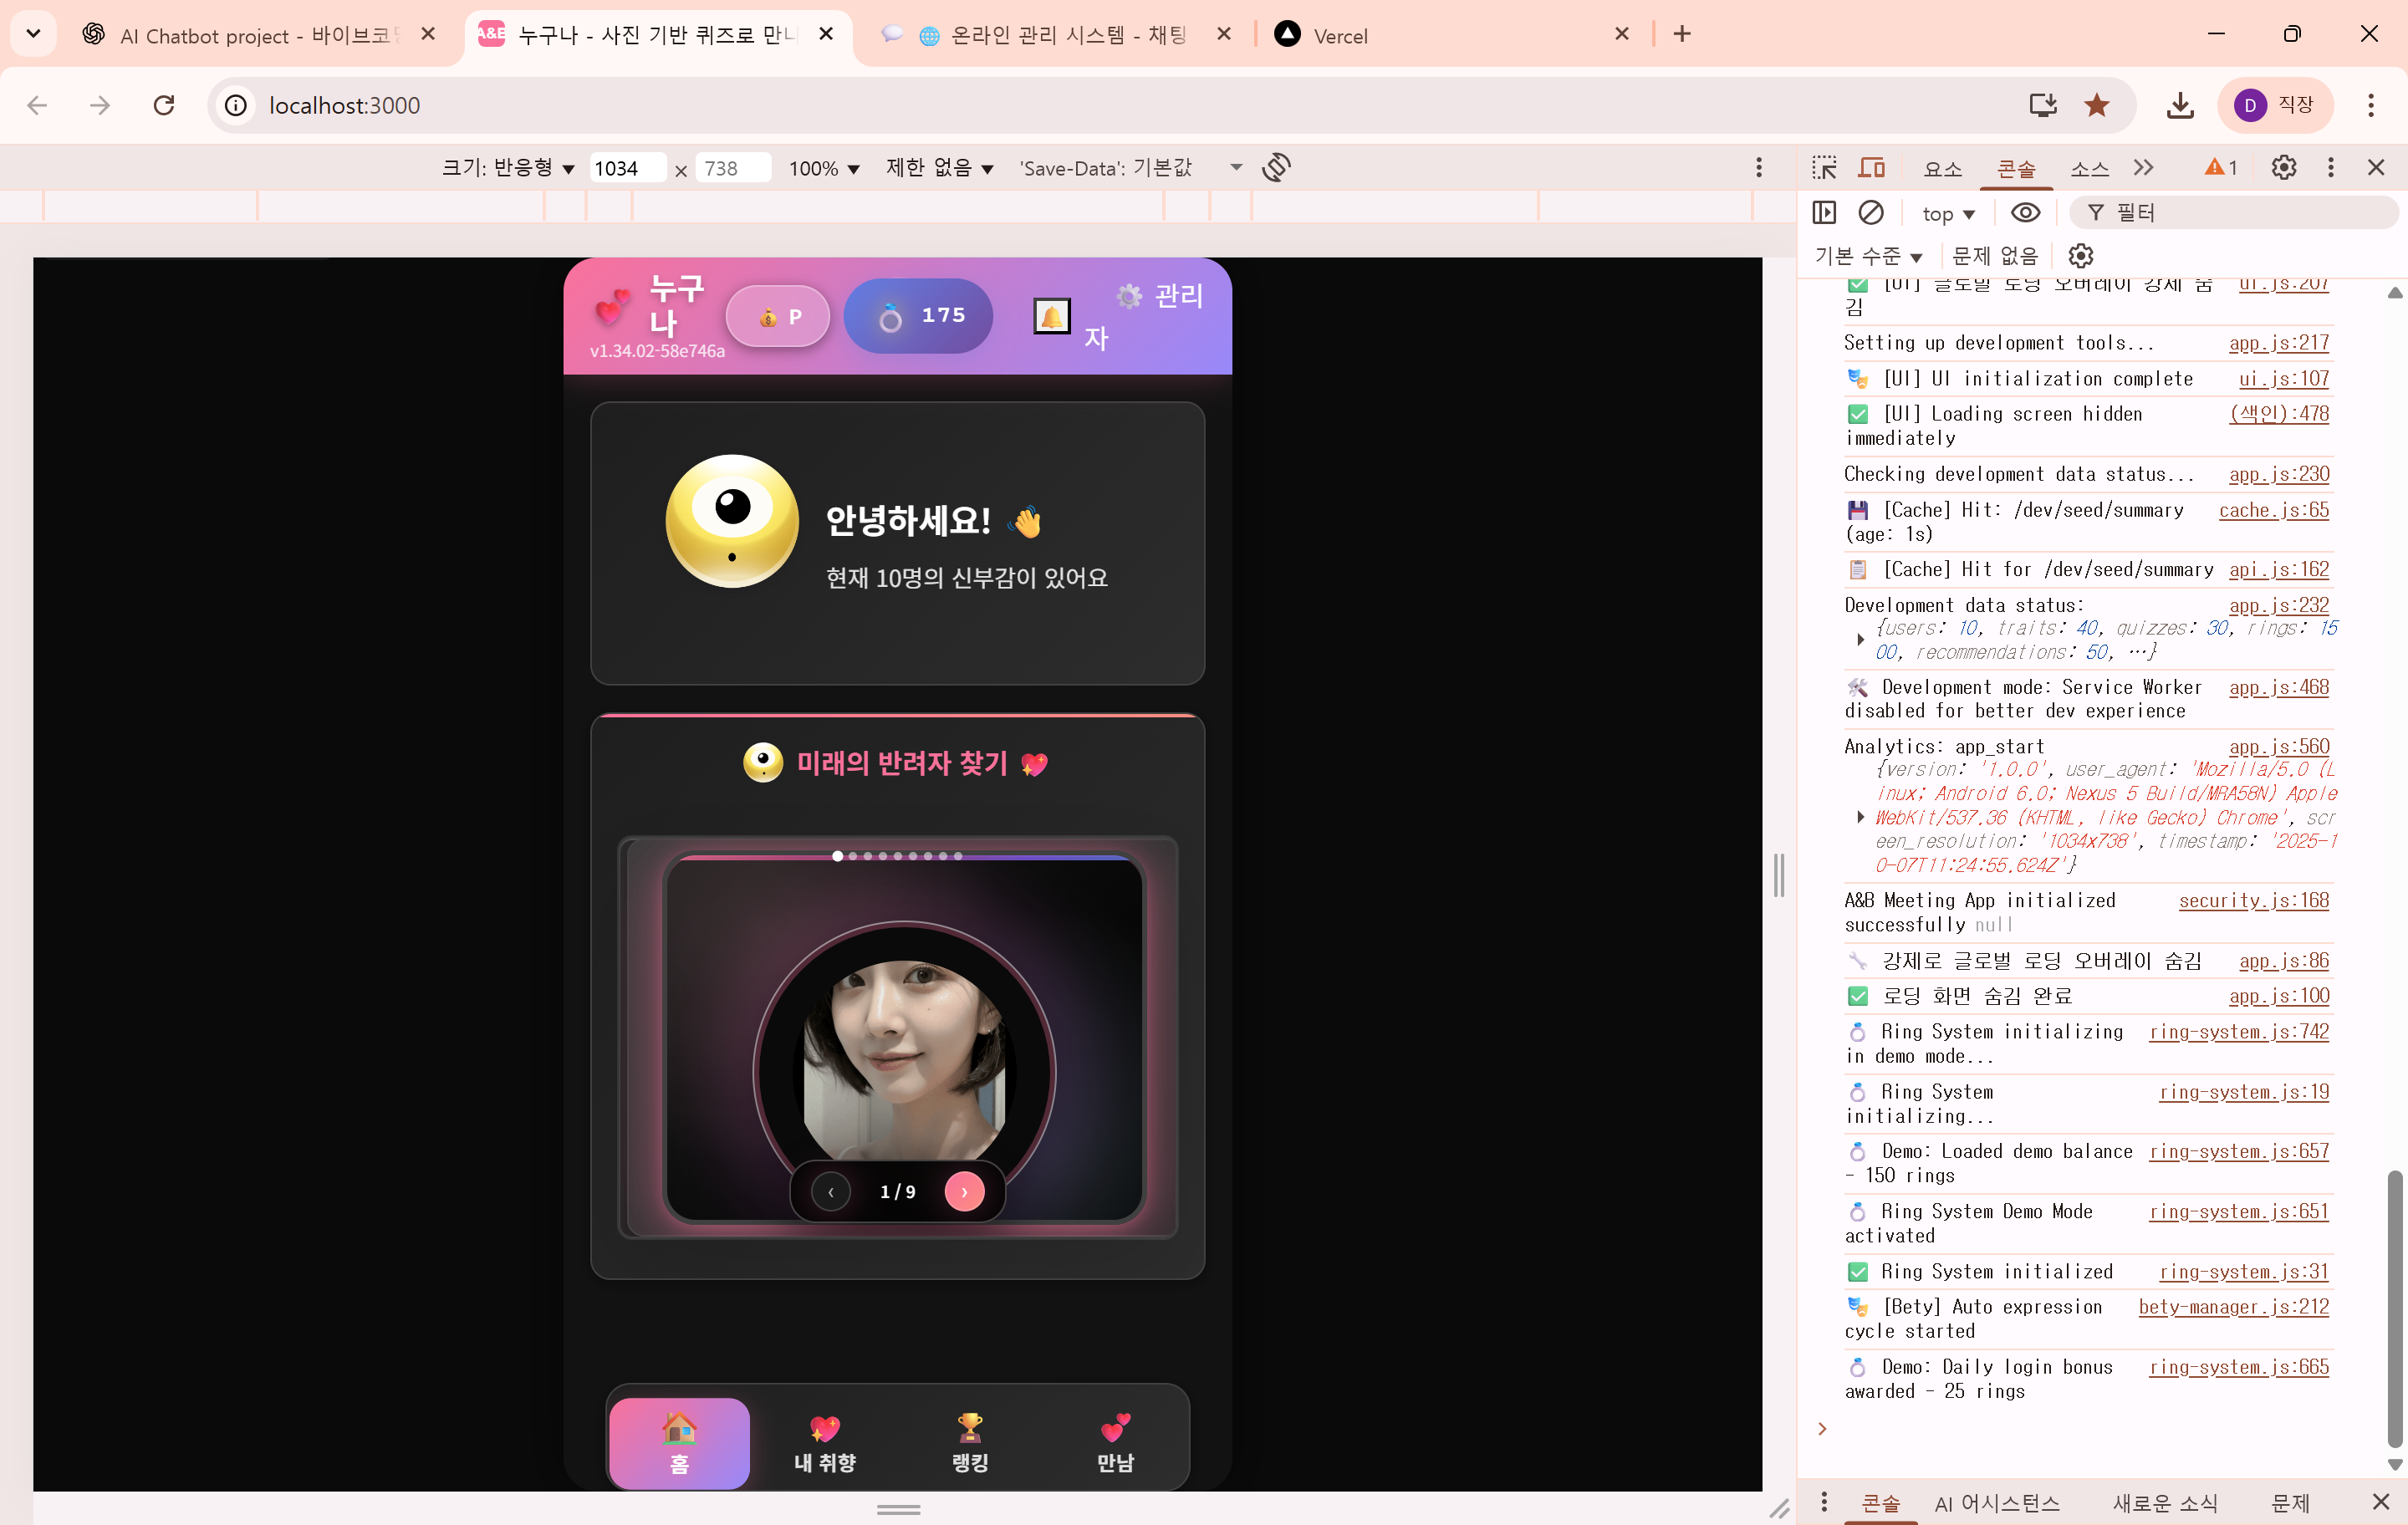 AI Chatbot project - 바이브코딩
A&E 누구나 - 사진 기반 퀴즈로 만나
온라인 관리 시스템 - 채팅
Vercel
localhost:3000
D 직장
크기: 반응형 1034 × 738 100% 제한 없음 'Save-Data': 기본값
요소 콘솔 소스 1
top 필터
기본 수준 문제 없음
누구
나
v1.34.02-58e746a
P
175
관리
자
안녕하세요!
현재 10명의 신부감이 있어요
미래의 반려자 찾기
‹ 1 / 9 ›
홈 내 취향 랭킹 만남
[UI] 글로벌 로딩 오버레이 강제 숨 ui.js:207
김
Setting up development tools... app.js:217
[UI] UI initialization complete ui.js:107
[UI] Loading screen hidden (색인):478
immediately
Checking development data status... app.js:230
[Cache] Hit: /dev/seed/summary cache.js:65
(age: 1s)
[Cache] Hit for /dev/seed/summary api.js:162
Development data status: app.js:232
{users: 10, traits: 40, quizzes: 30, rings: 15
00, recommendations: 50, …}
Development mode: Service Worker app.js:468
disabled for better dev experience
Analytics: app_start app.js:560
{version: '1.0.0', user_agent: 'Mozilla/5.0 (L
inux; Android 6.0; Nexus 5 Build/MRA58N) Apple
WebKit/537.36 (KHTML, like Gecko) Chrome', scr
een_resolution: '1034x738', timestamp: '2025-1
0-07T11:24:55.624Z'}
A&B Meeting App initialized security.js:168
successfully null
강제로 글로벌 로딩 오버레이 숨김 app.js:86
로딩 화면 숨김 완료 app.js:100
Ring System initializing ring-system.js:742
in demo mode...
Ring System ring-system.js:19
initializing...
Demo: Loaded demo balance ring-system.js:657
- 150 rings
Ring System Demo Mode ring-system.js:651
activated
Ring System initialized ring-system.js:31
[Bety] Auto expression bety-manager.js:212
cycle started
Demo: Daily login bonus ring-system.js:665
awarded - 25 rings
콘솔 AI 어시스턴스 새로운 소식 문제